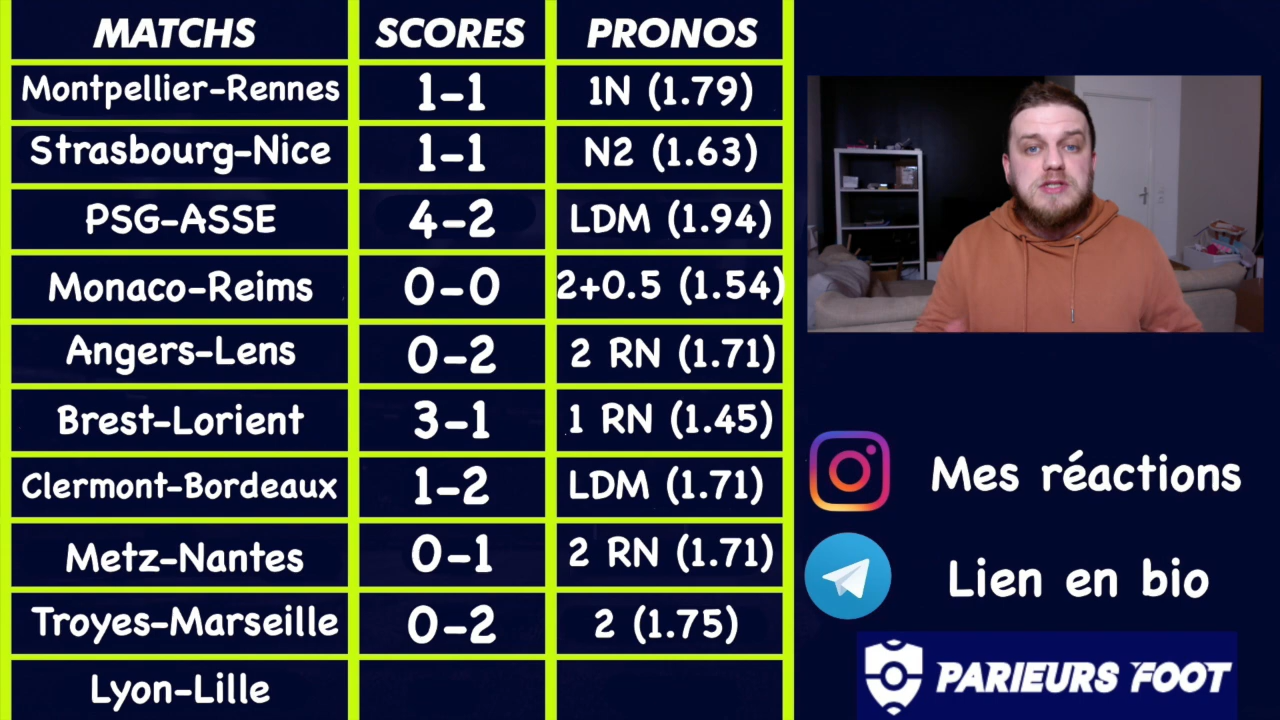 MATCHS SCORES PRONOS
Montpellier-Rennes 1-1 1N (1.79)
Strasbourg-Nice 1-1 N2 (1.63)
PSG-ASSE 4-2 LDM (1.94)
Monaco-Reims 0-0 2+0.5 (1.54)
Angers-Lens 0-2 2 RN (1.71)
Brest-Lorient 3-1 1 RN (1.45)
Clermont-Bordeaux 1-2 LDM (1.71)
Metz-Nantes 0-1 2 RN (1.71)
Troyes-Marseille 0-2 2 (1.75)
Lyon-Lille
Mes réactions
Lien en bio
PARIEURS FOOT